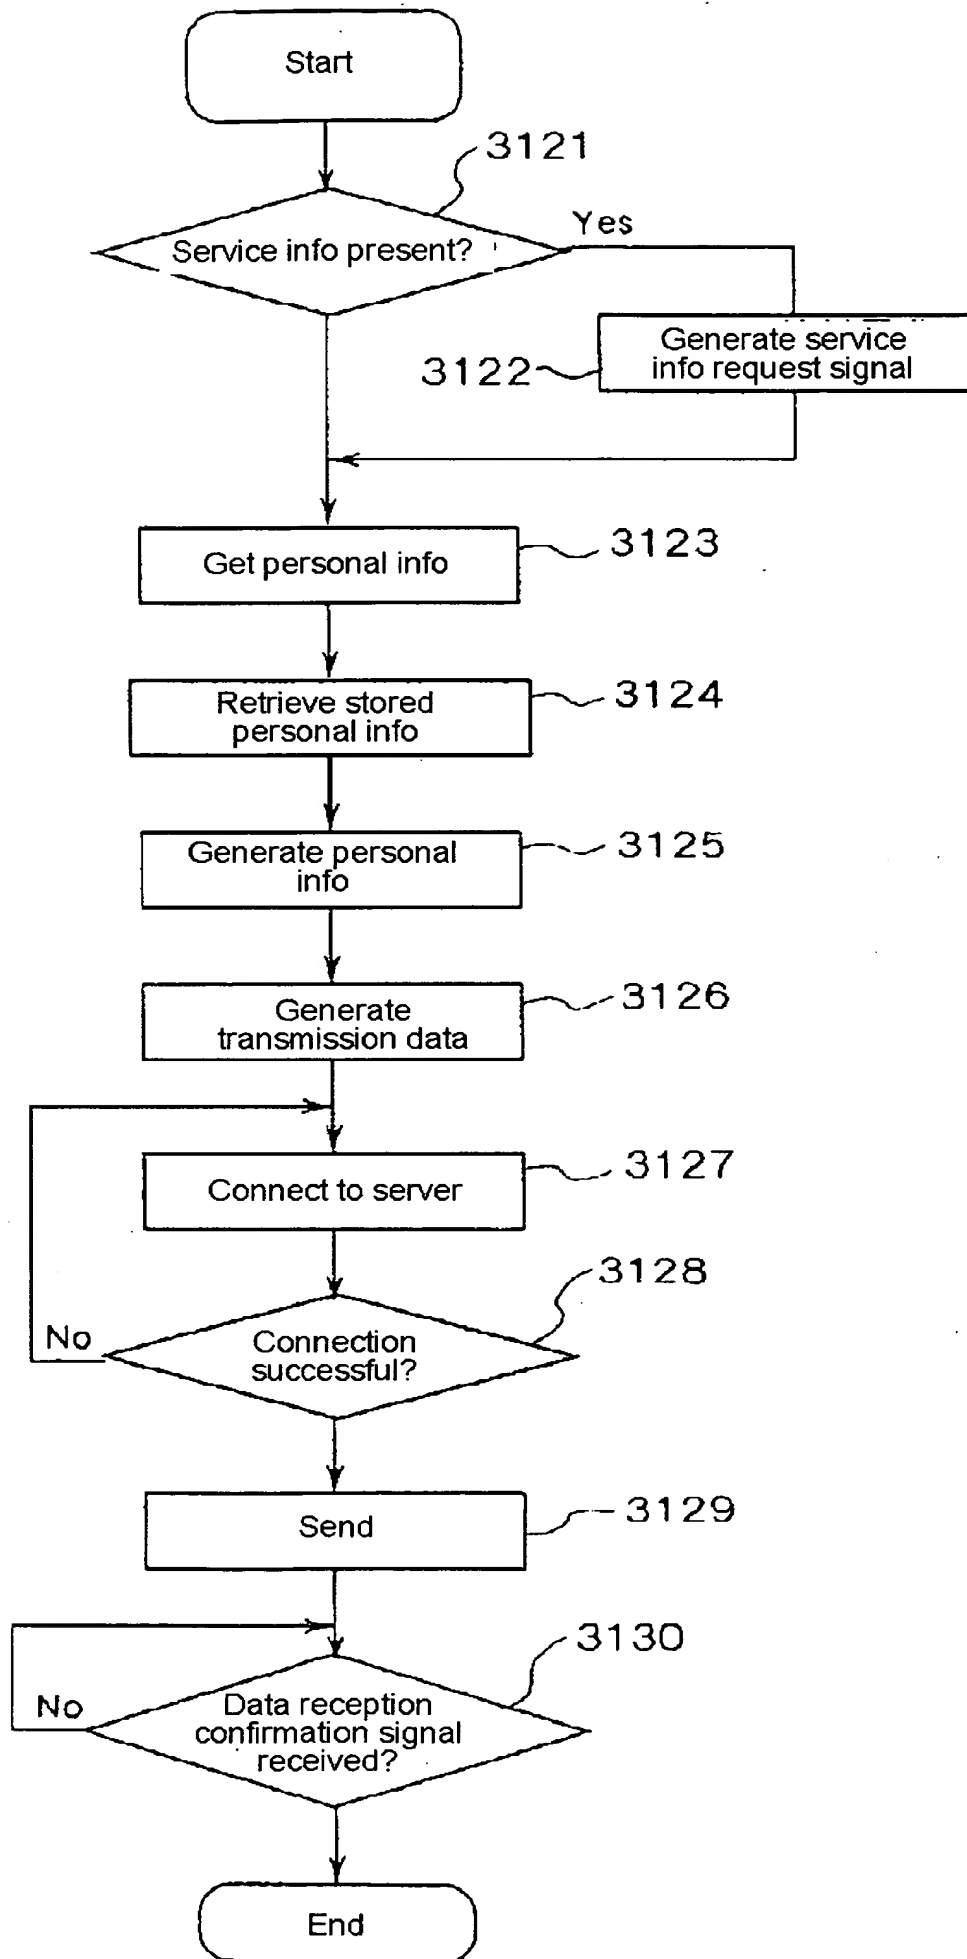 Start
3121
Yes
Service info present?
Generate service
info request signal
3122
3123
Get personal info
3124
Retrieve stored
personal info
3125
Generate personal
info
3126
Generate
transmission data
3127
Connect to server
3128
No
Connection
successful?
3129
Send
3130
No
Data reception
confirmation signal
received?
End